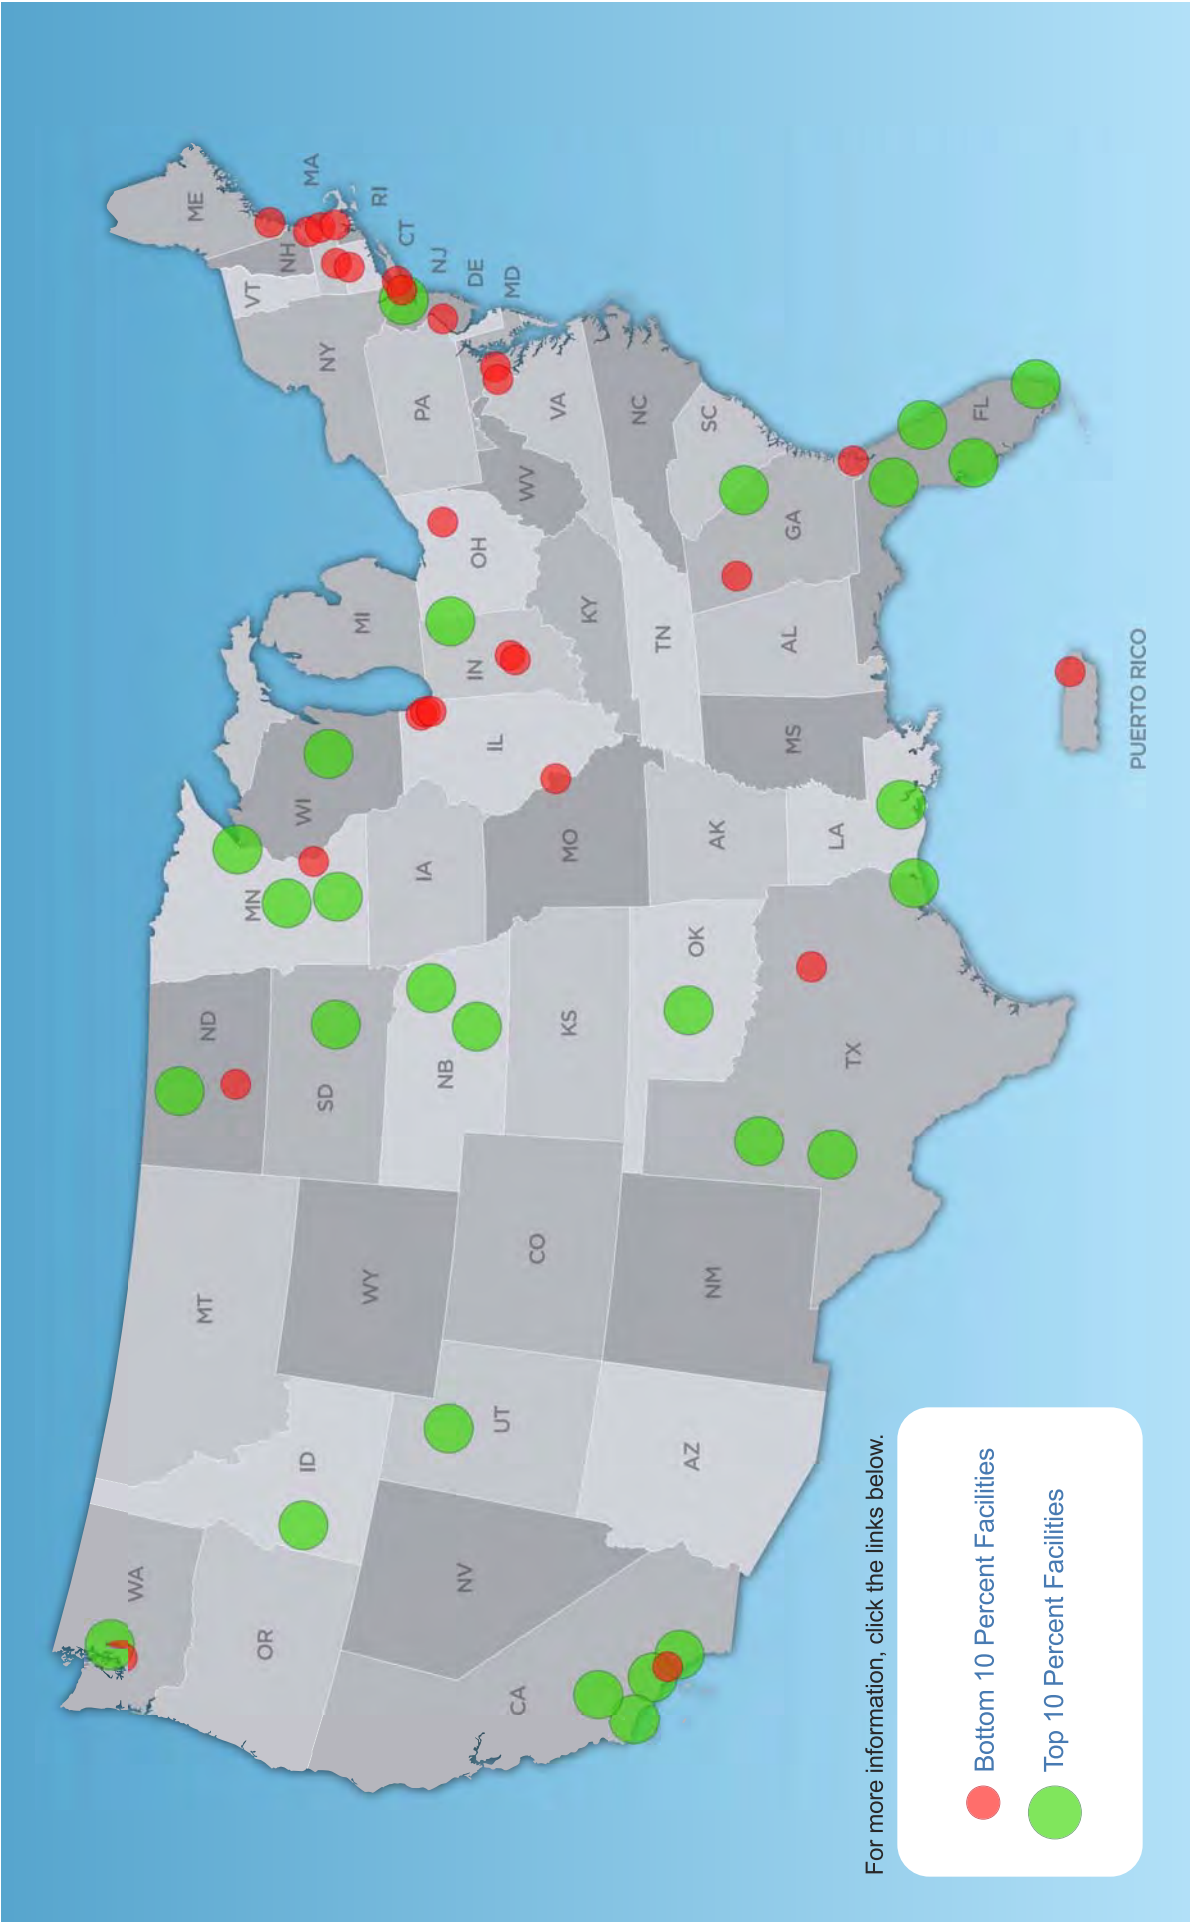 WA
OR
CA
NV
ID
MT
WY
UT
AZ
CO
NM
ND
SD
NB
KS
OK
TX
MN
IA
MO
AK
LA
WI
IL
MS
MI
IN
KY
TN
AL
OH
WV
GA
FL
SC
NC
VA
PA
NY
VT
NH
ME
MA
RI
CT
NJ
DE
MD
PUERTO RICO
For more information, click the links below.
Bottom 10 Percent Facilities
Top 10 Percent Facilities